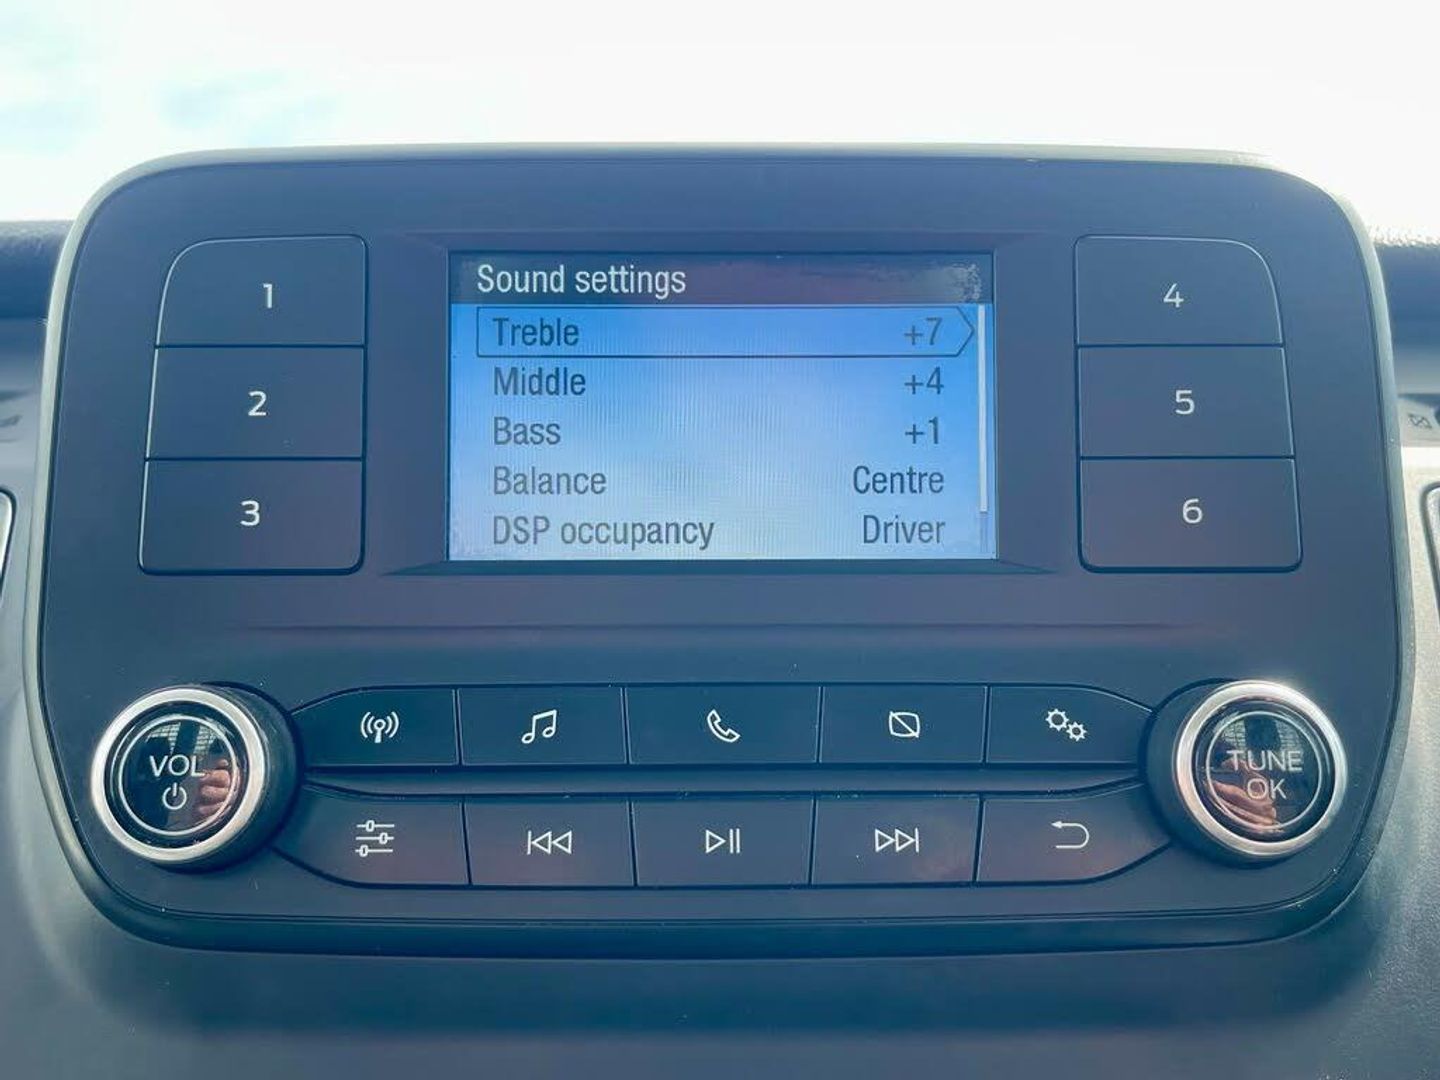 Sound settings
Treble +7
Middle +4
Bass +1
Balance Centre
DSP occupancy Driver
1
2
3
4
5
6
VOL
TUNE
OK